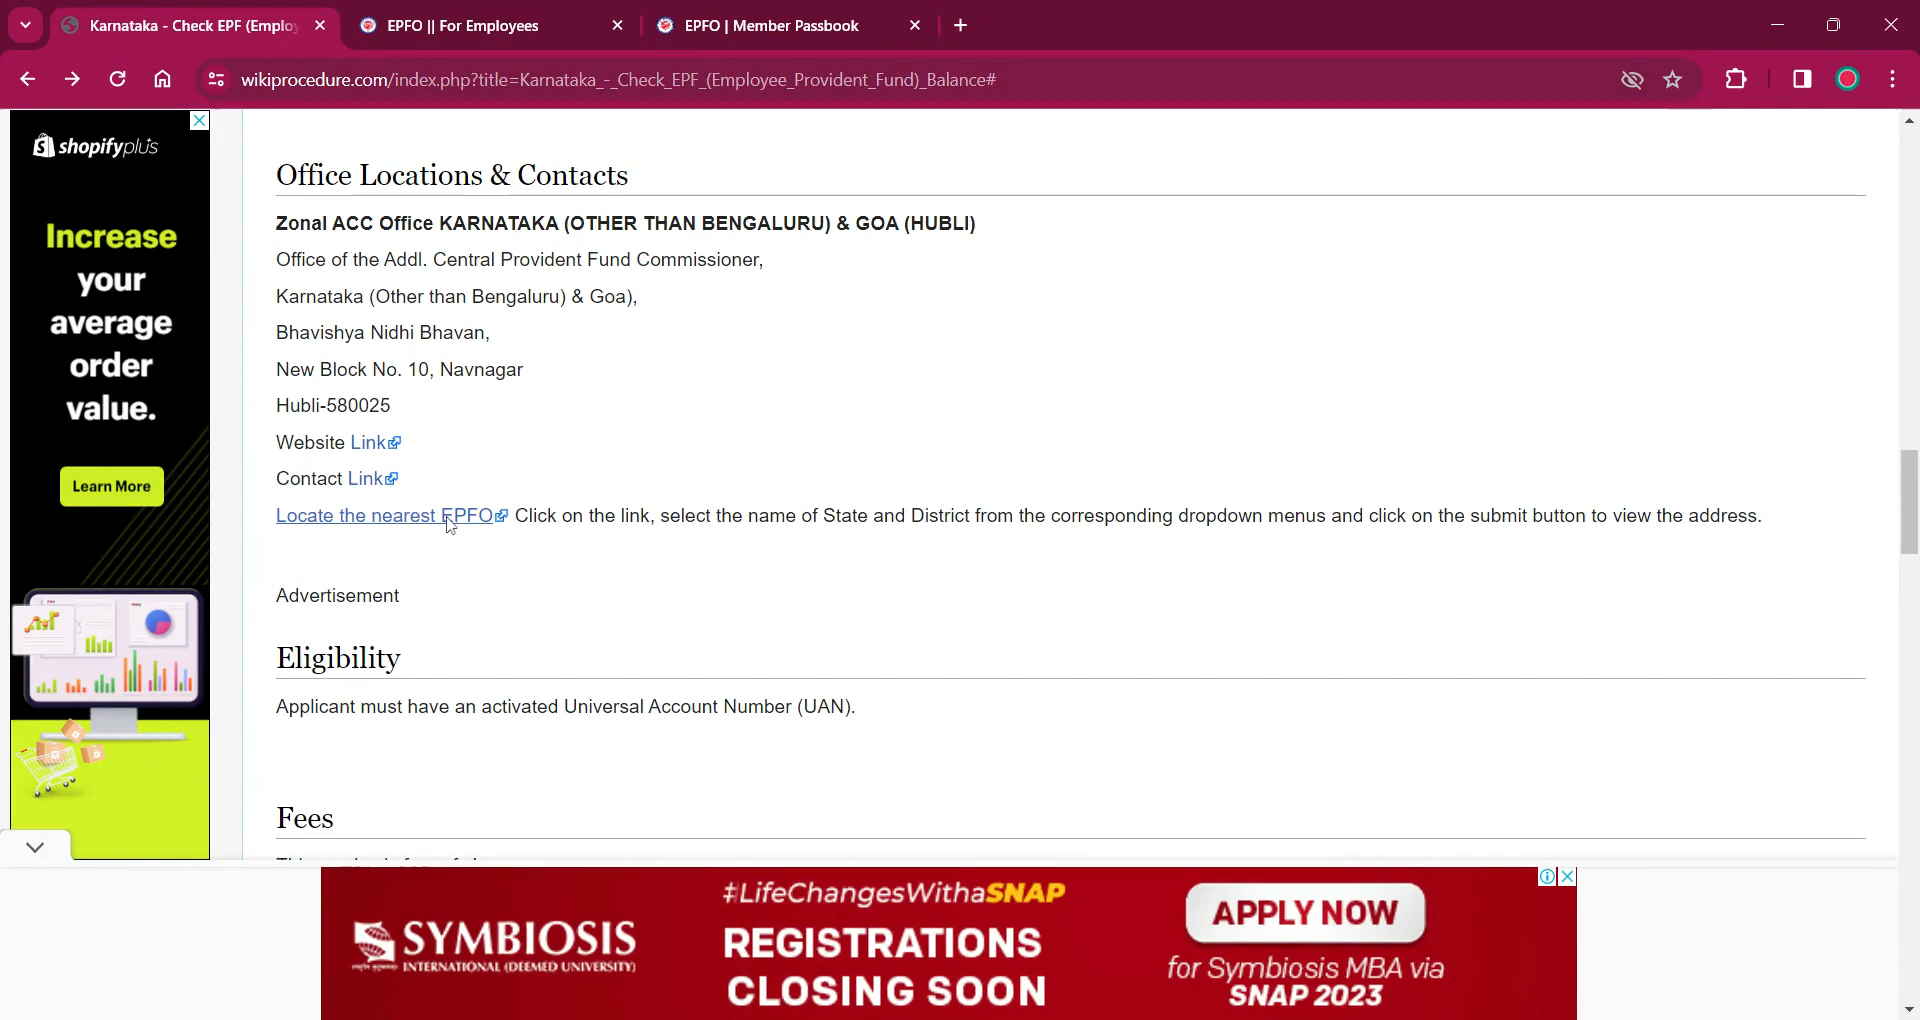 Karnataka - Check EPF (Emplo
EPFO || For Employees
EPFO | Member Passbook
wikiprocedure.com/index.php?title=Karnataka_-_Check_EPF_(Employee_Provident_Fund)_Balance#
shopifyplus
Increase
your
average
order
value.
Learn More
Office Locations & Contacts
Zonal ACC Office KARNATAKA (OTHER THAN BENGALURU) & GOA (HUBLI)
Office of the Addl. Central Provident Fund Commissioner,
Karnataka (Other than Bengaluru) & Goa),
Bhavishya Nidhi Bhavan,
New Block No. 10, Navnagar
Hubli-580025
Website Link
Contact Link
Locate the nearest EPFO Click on the link, select the name of State and District from the corresponding dropdown menus and click on the submit button to view the address.
Advertisement
Eligibility
Applicant must have an activated Universal Account Number (UAN).
Fees
SYMBIOSIS
INTERNATIONAL (DEEMED UNIVERSITY)
#LifeChangesWithaSNAP
REGISTRATIONS
CLOSING SOON
APPLY NOW
for Symbiosis MBA via
SNAP 2023